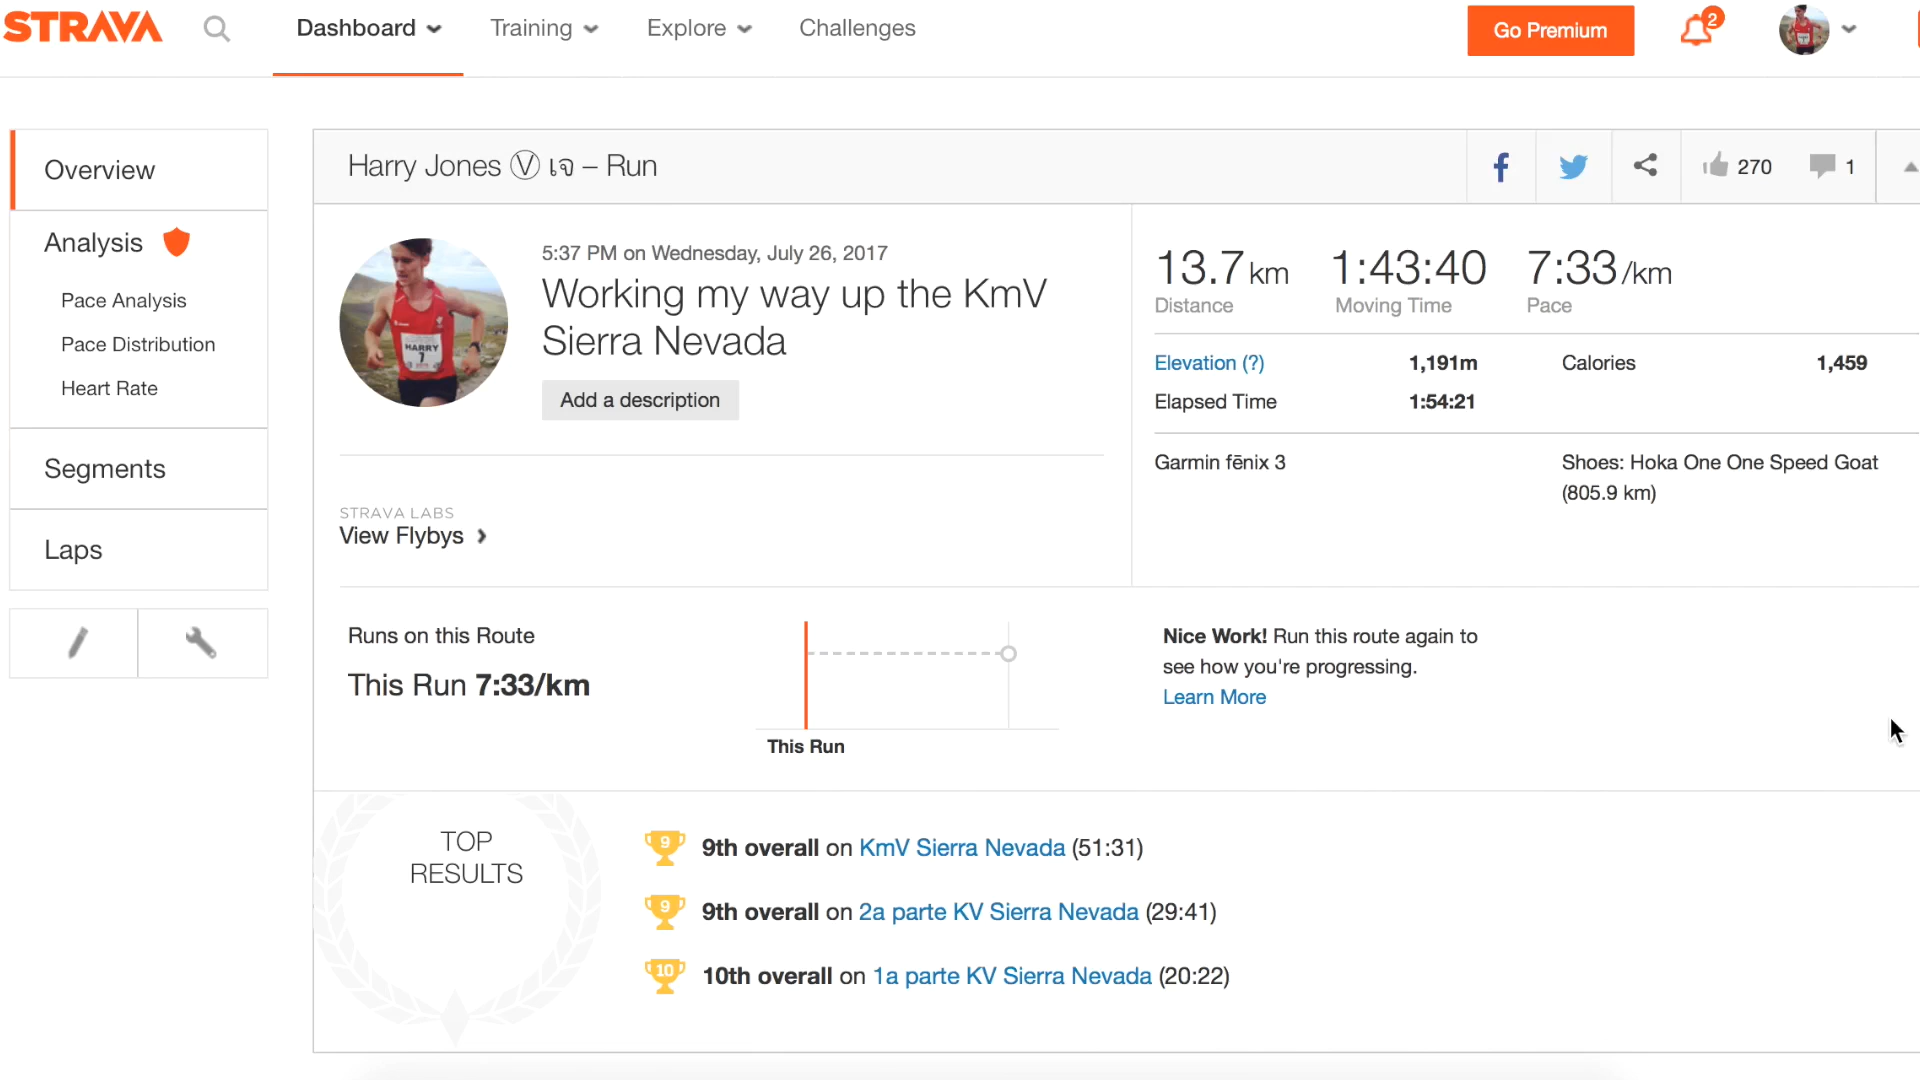 STRAVA
Dashboard
Training
Explore
Challenges
Go Premium
2
Overview
Analysis
Pace Analysis
Pace Distribution
Heart Rate
Segments
Laps
Harry Jones Ⓥ เจ – Run
270
1
5:37 PM on Wednesday, July 26, 2017
Working my way up the KmV
Sierra Nevada
Add a description
HARRY
7
STRAVA LABS
View Flybys
13.7 km
Distance
1:43:40
Moving Time
7:33/km
Pace
Elevation (?)
1,191m
Calories
1,459
Elapsed Time
1:54:21
Garmin fēnix 3
Shoes: Hoka One One Speed Goat
(805.9 km)
Runs on this Route
This Run 7:33/km
This Run
Nice Work! Run this route again to
see how you're progressing.
Learn More
TOP
RESULTS
9
9th overall on KmV Sierra Nevada (51:31)
9
9th overall on 2a parte KV Sierra Nevada (29:41)
10
10th overall on 1a parte KV Sierra Nevada (20:22)